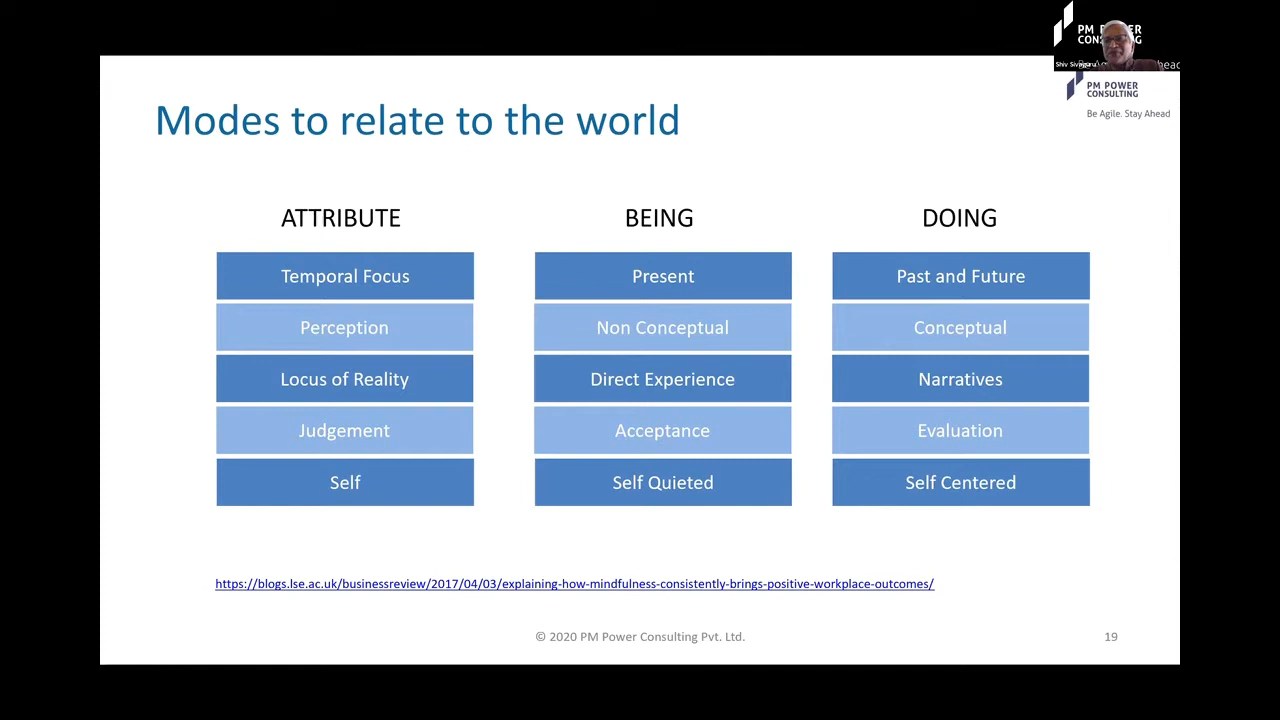 PM POWER
CONSULTING
PM POWER
CONSULTING
Be Agile. Stay Ahead
Modes to relate to the world
ATTRIBUTE BEING DOING
Temporal Focus Present Past and Future
Perception Non Conceptual Conceptual
Locus of Reality Direct Experience Narratives
Judgement Acceptance Evaluation
Self Self Quieted Self Centered
https://blogs.lse.ac.uk/businessreview/2017/04/03/explaining-how-mindfulness-consistently-brings-positive-workplace-outcomes/
© 2020 PM Power Consulting Pvt. Ltd. 19